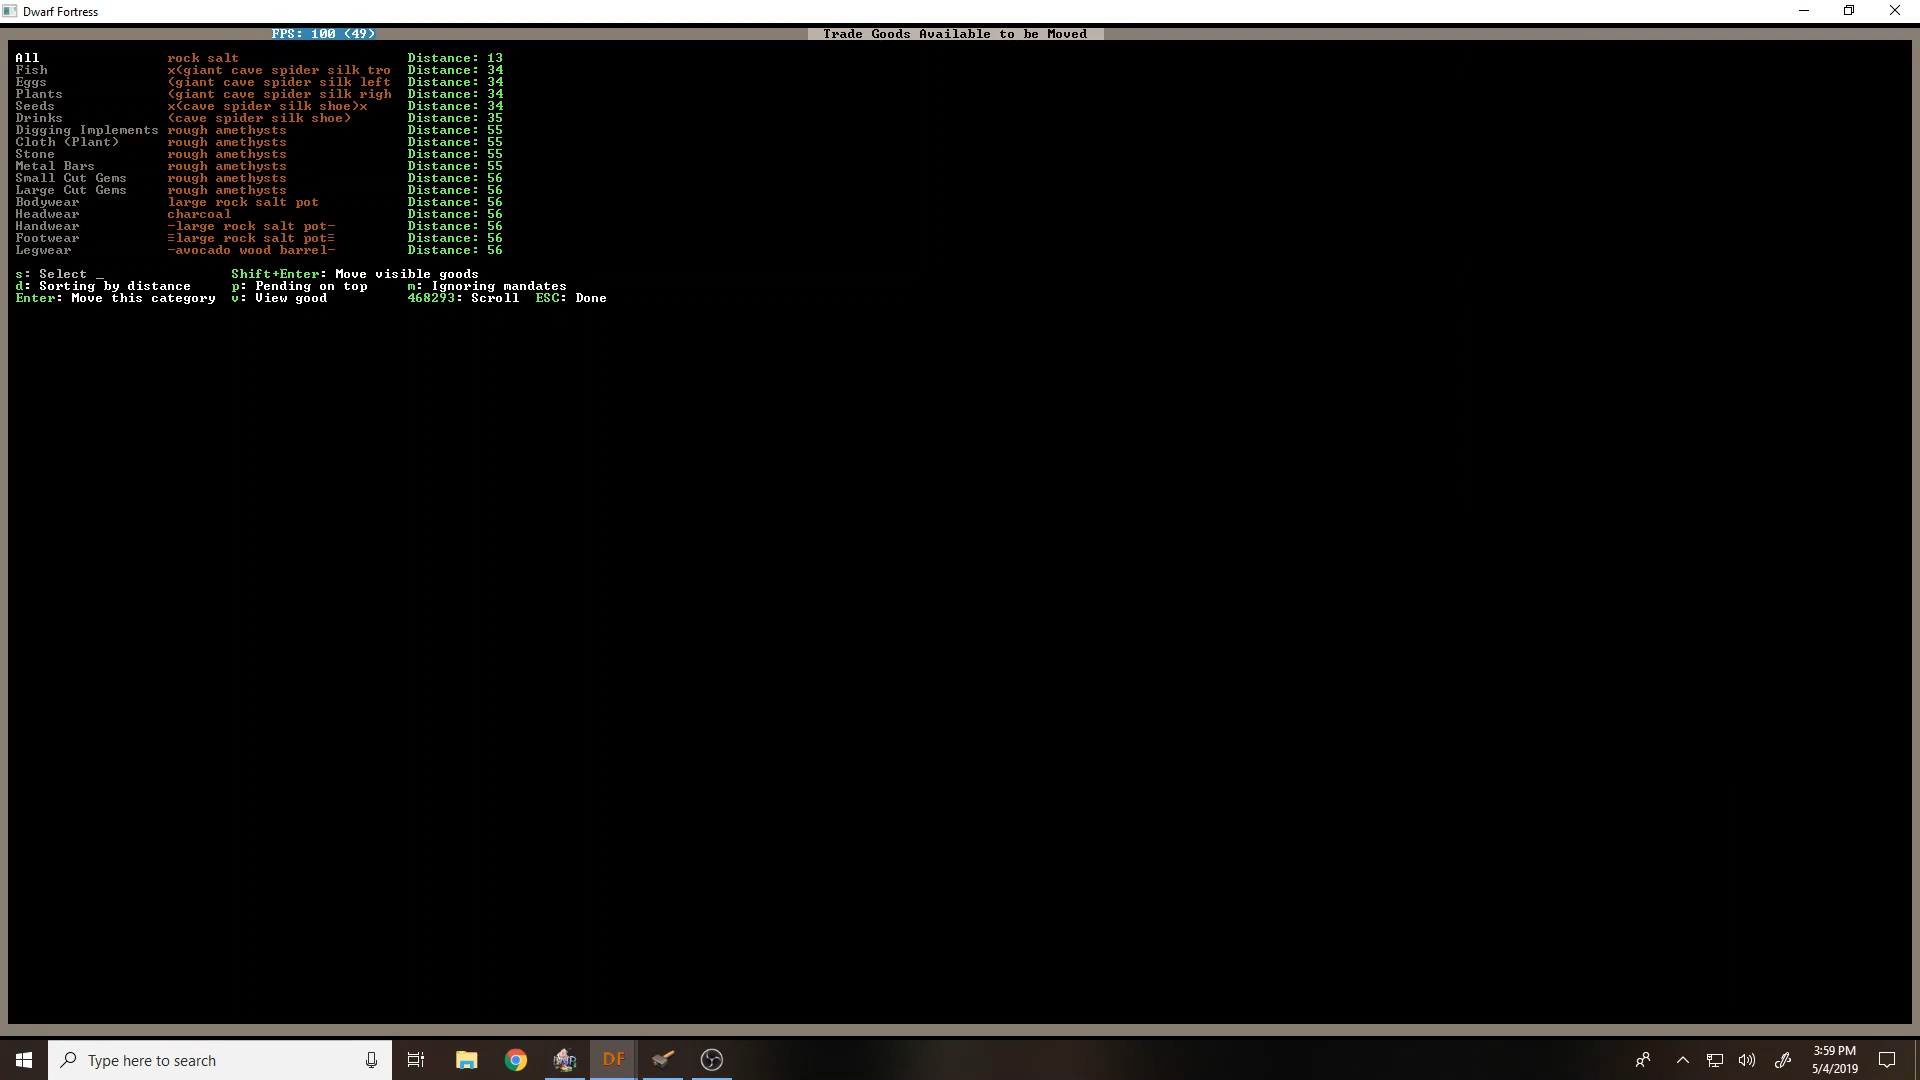 Dwarf Fortress
FPS: 100 (49)
Trade Goods Available to be Moved
All rock salt Distance: 13
Fish x(giant cave spider silk tro Distance: 34
Eggs (giant cave spider silk left Distance: 34
Plants (giant cave spider silk righ Distance: 34
Seeds x(cave spider silk shoe)x Distance: 34
Drinks (cave spider silk shoe) Distance: 35
Digging Implements rough amethysts Distance: 55
Cloth (Plant) rough amethysts Distance: 55
Stone rough amethysts Distance: 55
Metal Bars rough amethysts Distance: 55
Small Cut Gems rough amethysts Distance: 56
Large Cut Gems rough amethysts Distance: 56
Bodywear large rock salt pot Distance: 56
Headwear charcoal Distance: 56
Handwear -large rock salt pot- Distance: 56
Footwear ≡large rock salt pot≡ Distance: 56
Legwear -avocado wood barrel- Distance: 56
s: Select _ Shift+Enter: Move visible goods
d: Sorting by distance p: Pending on top m: Ignoring mandates
Enter: Move this category v: View good 468293: Scroll ESC: Done
Type here to search
DF
3:59 PM
5/4/2019